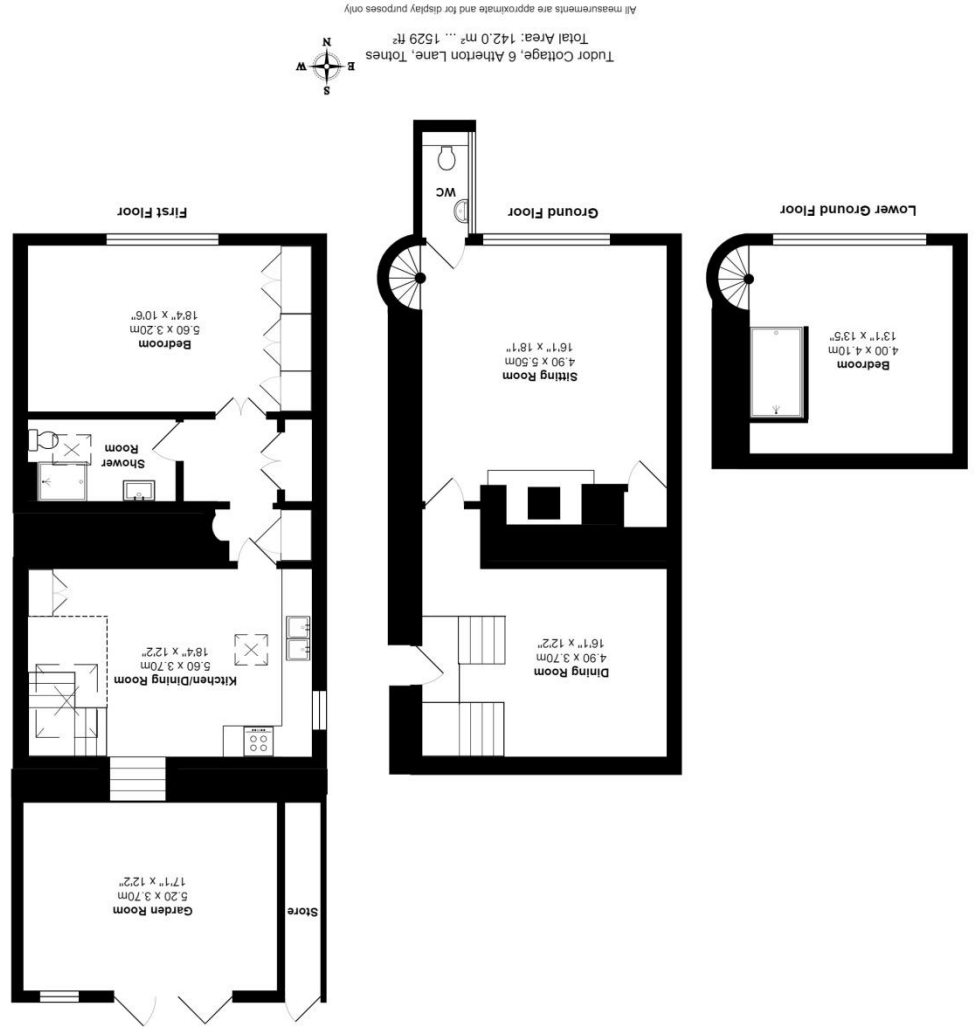 Store
Garden Room
5.20 x 3.70m
17'1" x 12'2"
Kitchen/Dining Room
5.60 x 3.70m
18'4" x 12'2"
Shower
Room
Bedroom
5.60 x 3.20m
18'4" x 10'6"
First Floor
Dining Room
4.90 x 3.70m
16'1" x 12'2"
Sitting Room
4.90 x 5.50m
16'1" x 18'1"
WC
Ground Floor
Bedroom
4.00 x 4.10m
13'1" x 13'5"
Lower Ground Floor
S
E
W
N
Tudor Cottage, 6 Atherton Lane, Totnes
Total Area: 142.0 m² ... 1529 ft²
All measurements are approximate and for display purposes only